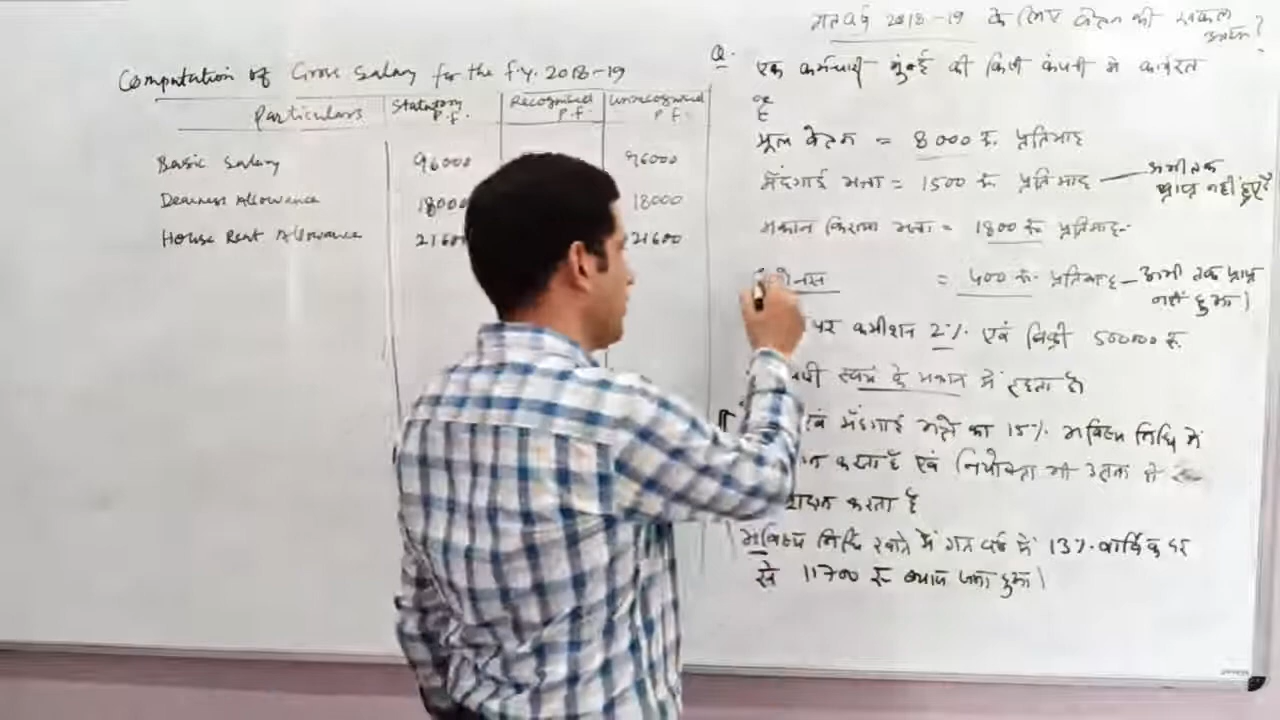 Computation of Gross Salary for the f.y. 2018-19
Particulars Statutory P.F. Recognised P.F. Unrecognised P.F.
Basic Salary 96000 96000
Dearness Allowance 18000 18000
House Rent Allowance 2160 21600
गतवर्ष 2018-19 के लिए वेतन की सकल
Q. एक कर्मचारी मुंबई की किसी कंपनी में कार्यरत
है
मूल वेतन = 8000 रू. प्रतिमाह
मँहगाई भत्ता = 1500 रू प्रतिमाह — अभी तक
प्राप्त नहीं हुए हैं
मकान किराया भत्ता = 1800 रू प्रतिमाह.
बोनस = 400 रू. प्रतिमाह — अभी तक प्राप्त
नहीं हुआ।
पर कमीशन 2% एवं बिक्री 500000 रू.
स्वयं के मकान में रहता है।
एवं मँहगाई भत्ते का 15% भविष्य निधि में
करता है एवं नियोक्ता भी उतना ही
करता है
भविष्य निधि खाते में गत वर्ष में 13% वार्षिक दर
से 11700 रू ब्याज जमा हुआ।